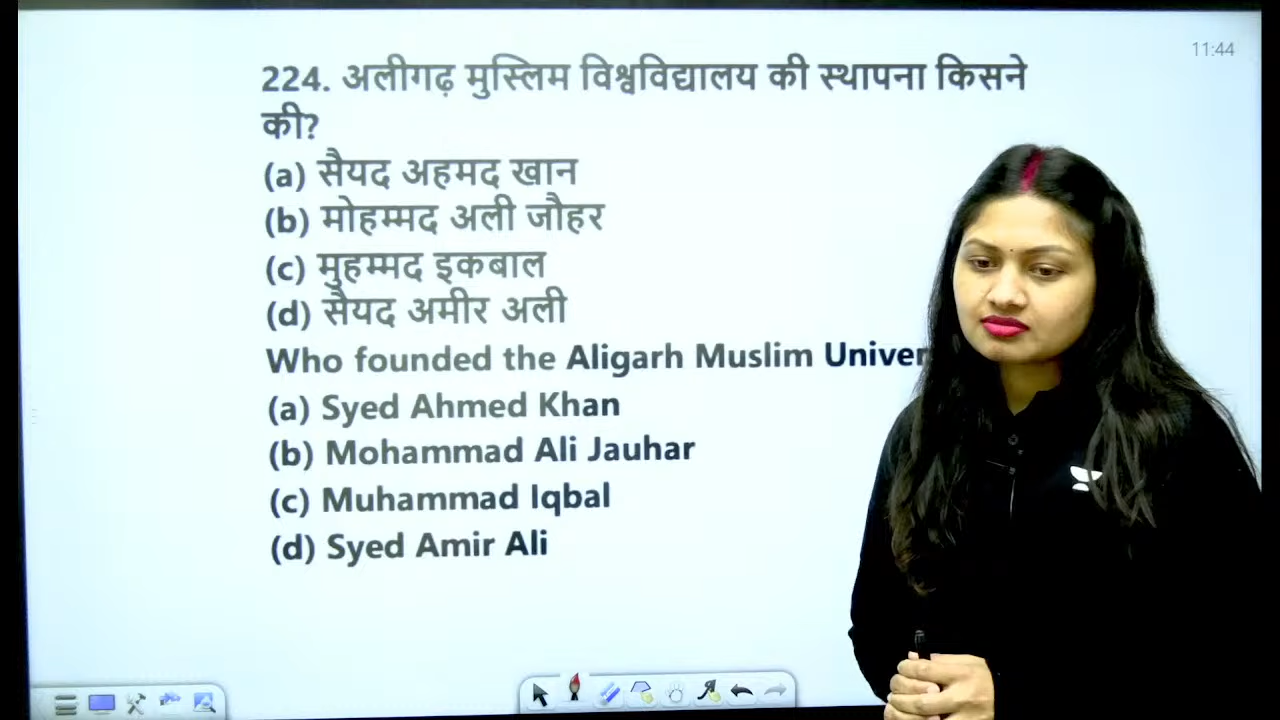 11:44
224. अलीगढ़ मुस्लिम विश्वविद्यालय की स्थापना किसने
की?
(a) सैयद अहमद खान
(b) मोहम्मद अली जौहर
(c) मुहम्मद इकबाल
(d) सैयद अमीर अली
Who founded the Aligarh Muslim
(a) Syed Ahmed Khan
(b) Mohammad Ali Jauhar
(c) Muhammad Iqbal
(d) Syed Amir Ali